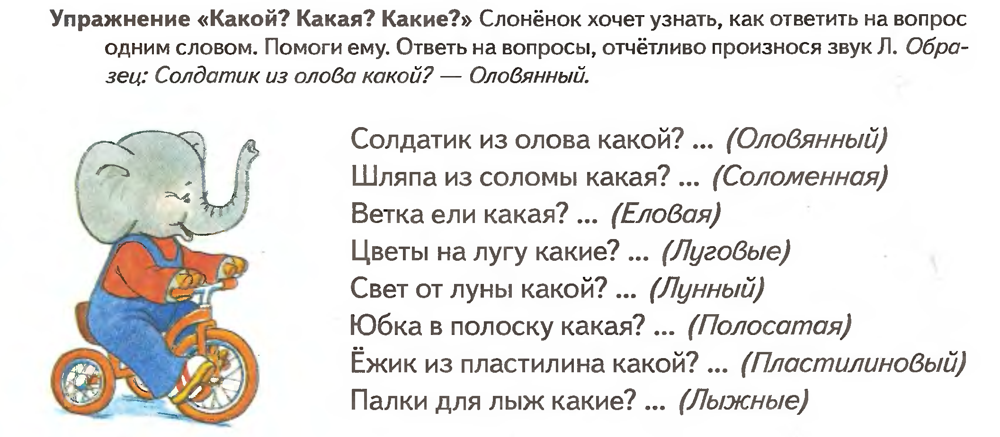 Упражнение «Какой? Какая? Какие?» Слонёнок хочет узнать, как ответить на вопрос
одним словом. Помоги ему. Ответь на вопросы, отчётливо произнося звук Л. Обра-
зец: Солдатик из олова какой? — Оловянный.
Солдатик из олова какой? ... (Оловянный)
Шляпа из соломы какая? ... (Соломенная)
Ветка ели какая? ... (Еловая)
Цветы на лугу какие? ... (Луговые)
Свет от луны какой? ... (Лунный)
Юбка в полоску какая? ... (Полосатая)
Ёжик из пластилина какой? ... (Пластилиновый)
Палки для лыж какие? ... (Лыжные)